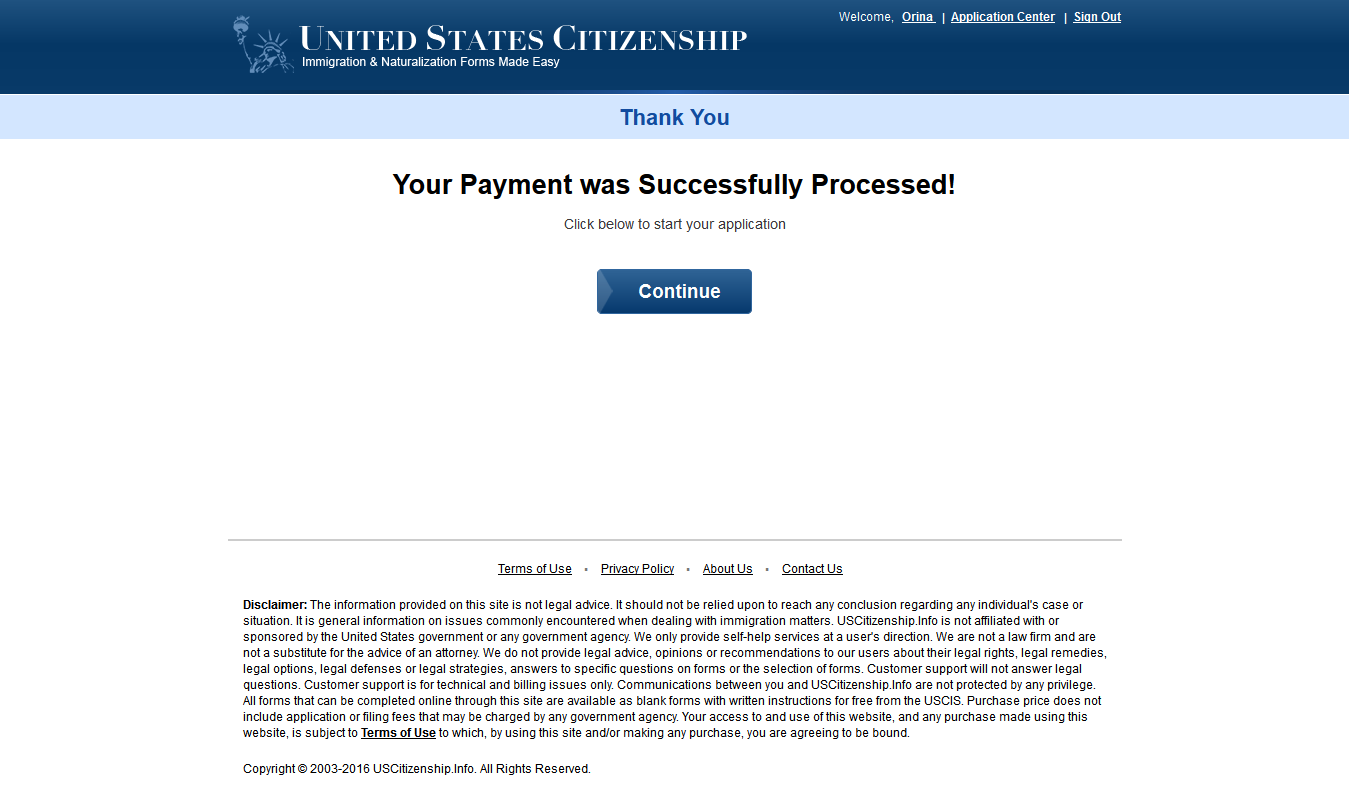 Welcome, Orina | Application Center | Sign Out
UNITED STATES CITIZENSHIP
Immigration & Naturalization Forms Made Easy
Thank You
Your Payment was Successfully Processed!
Click below to start your application
Continue
Terms of Use • Privacy Policy • About Us • Contact Us
Disclaimer: The information provided on this site is not legal advice. It should not be relied upon to reach any conclusion regarding any individual's case or
situation. It is general information on issues commonly encountered when dealing with immigration matters. USCitizenship.Info is not affiliated with or
sponsored by the United States government or any government agency. We only provide self-help services at a user's direction. We are not a law firm and are
not a substitute for the advice of an attorney. We do not provide legal advice, opinions or recommendations to our users about their legal rights, legal remedies,
legal options, legal defenses or legal strategies, answers to specific questions on forms or the selection of forms. Customer support will not answer legal
questions. Customer support is for technical and billing issues only. Communications between you and USCitizenship.Info are not protected by any privilege.
All forms that can be completed online through this site are available as blank forms with written instructions for free from the USCIS. Purchase price does not
include application or filing fees that may be charged by any government agency. Your access to and use of this website, and any purchase made using this
website, is subject to Terms of Use to which, by using this site and/or making any purchase, you are agreeing to be bound.
Copyright © 2003-2016 USCitizenship.Info. All Rights Reserved.